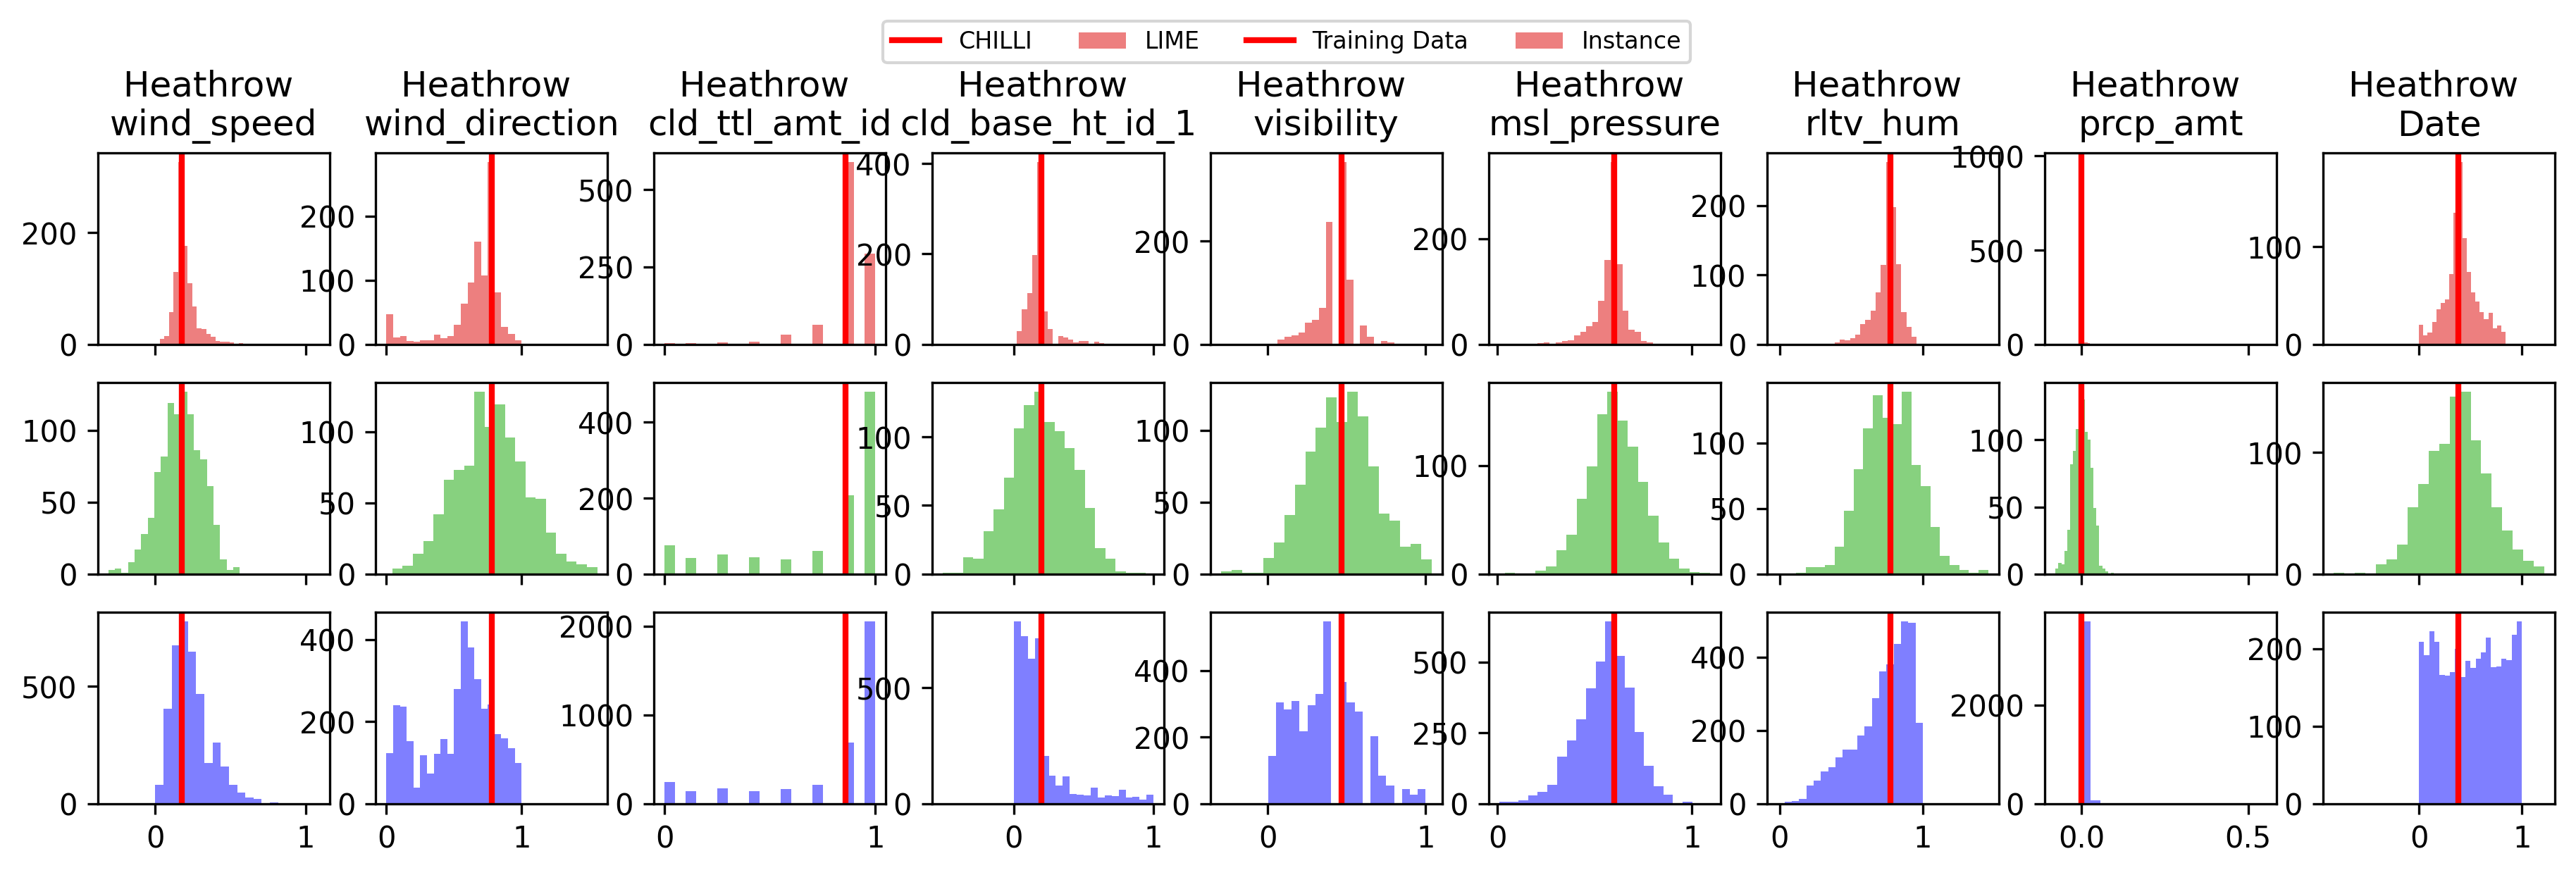 CHILLI LIME Training Data Instance
Heathrow wind_speed
Heathrow wind_direction
Heathrow cld_ttl_amt_id
Heathrow cld_base_ht_id_1
Heathrow visibility
Heathrow msl_pressure
Heathrow rltv_hum
Heathrow prcp_amt
Heathrow Date
200 0
200 100 0
500 250 0
400 200 0
200 0
200 0
200 100 0
1000 500 0
100 0
100 50 0
100 50 0
400 200 0
100 50 0
100 50 0
100 0
100 50 0
100 50 0
100 0
500 0
400 200 0
2000 1000 0
500 0
400 200 0
500 250 0
400 200 0
2000 0
200 100 0
0 1
0 1
0 1
0 1
0 1
0 1
0 1
0.0 0.5
0 1